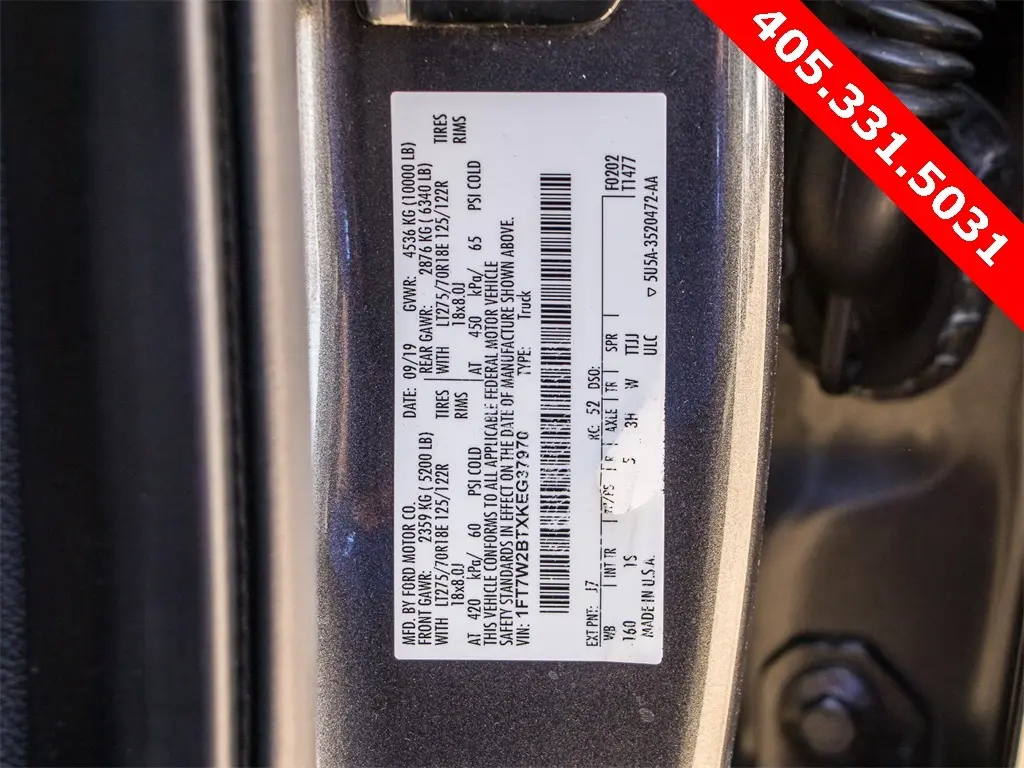 MFD. BY FORD MOTOR CO.
DATE: 09/19
GVWR: 4536 KG (10000 LB)
FRONT GAWR: 2359 KG ( 5200 LB)
REAR GAWR: 2876 KG ( 6340 LB)
WITH LT275/70R18E 125/122R TIRES
WITH LT275/70R18E 125/122R TIRES
18x8.0J RIMS
18x8.0J RIMS
AT 420 kPa/ 60 PSI COLD
AT 450 kPa/ 65 PSI COLD
THIS VEHICLE CONFORMS TO ALL APPLICABLE FEDERAL MOTOR VEHICLE
SAFETY STANDARDS IN EFFECT ON THE DATE OF MANUFACTURE SHOWN ABOVE.
VIN: 1FT7W2BTXKEG37970
TYPE: Truck
EXT PNT: J7 RC: 52 DSO: F0202
WB INT TR TP/PS R AXLE TR SPR T1477
160 1S 5 3H W TTJJ
MADE IN U.S.A. ULC ▽ 5U5A-3520472-AA
405.331.5031